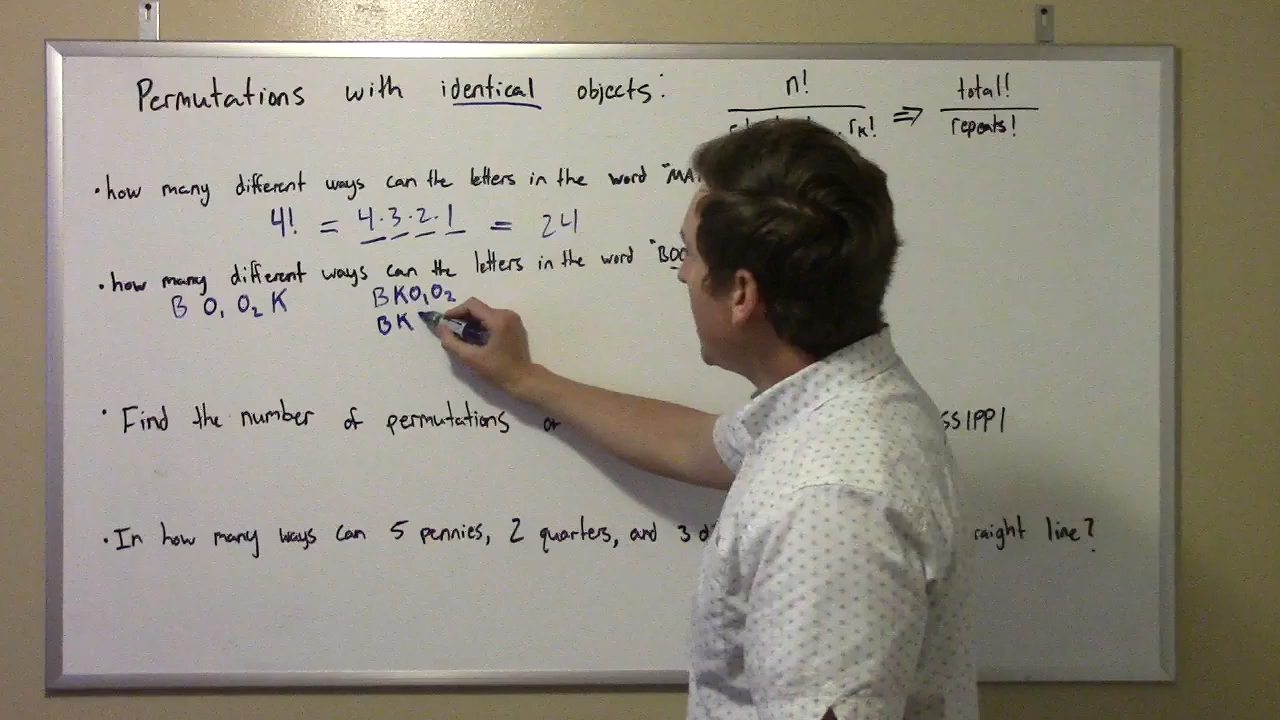 Permutations with identical objects: n! / rₖ! => total! / repeats!
• how many different ways can the letters in the word "MA
4! = 4·3·2·1 = 24
• how many different ways can the letters in the word "BOO
B O₁ O₂ K
B K O₁ O₂
B K
• Find the number of permutations SSIPPI
• In how many ways can 5 pennies, 2 quarters, and 3 d raight line?